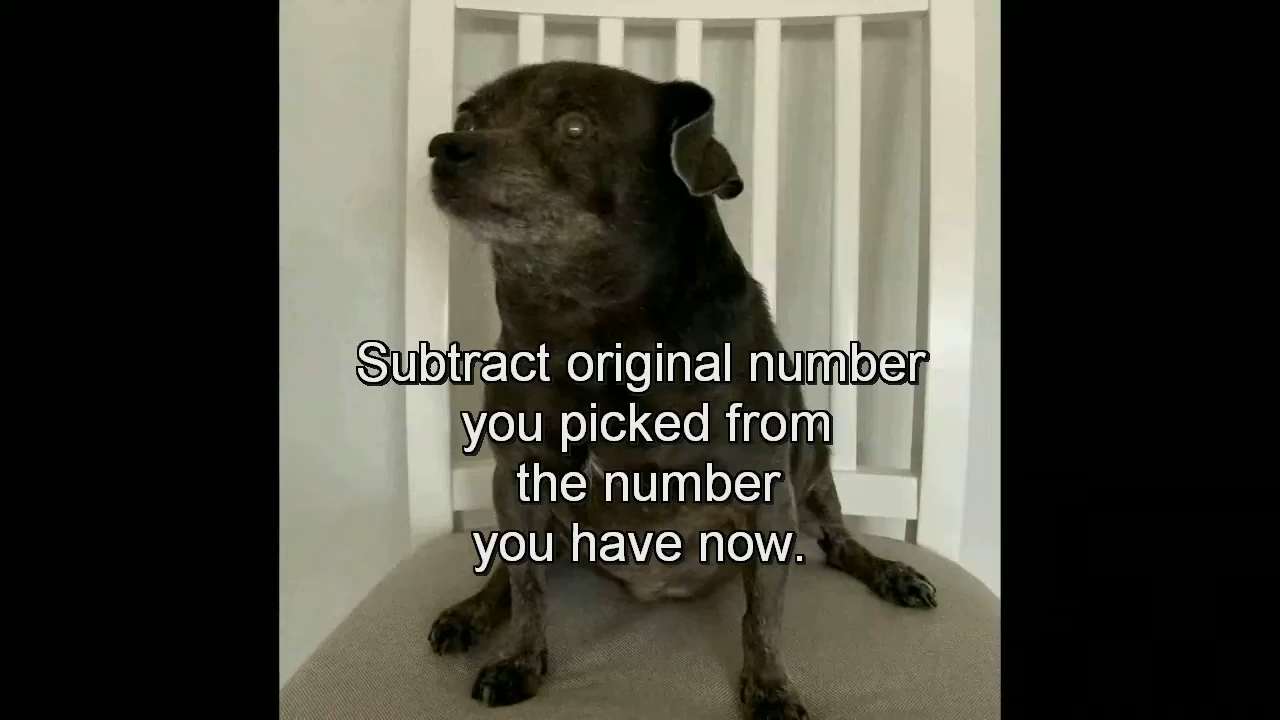 Subtract original number
you picked from
the number
you have now.